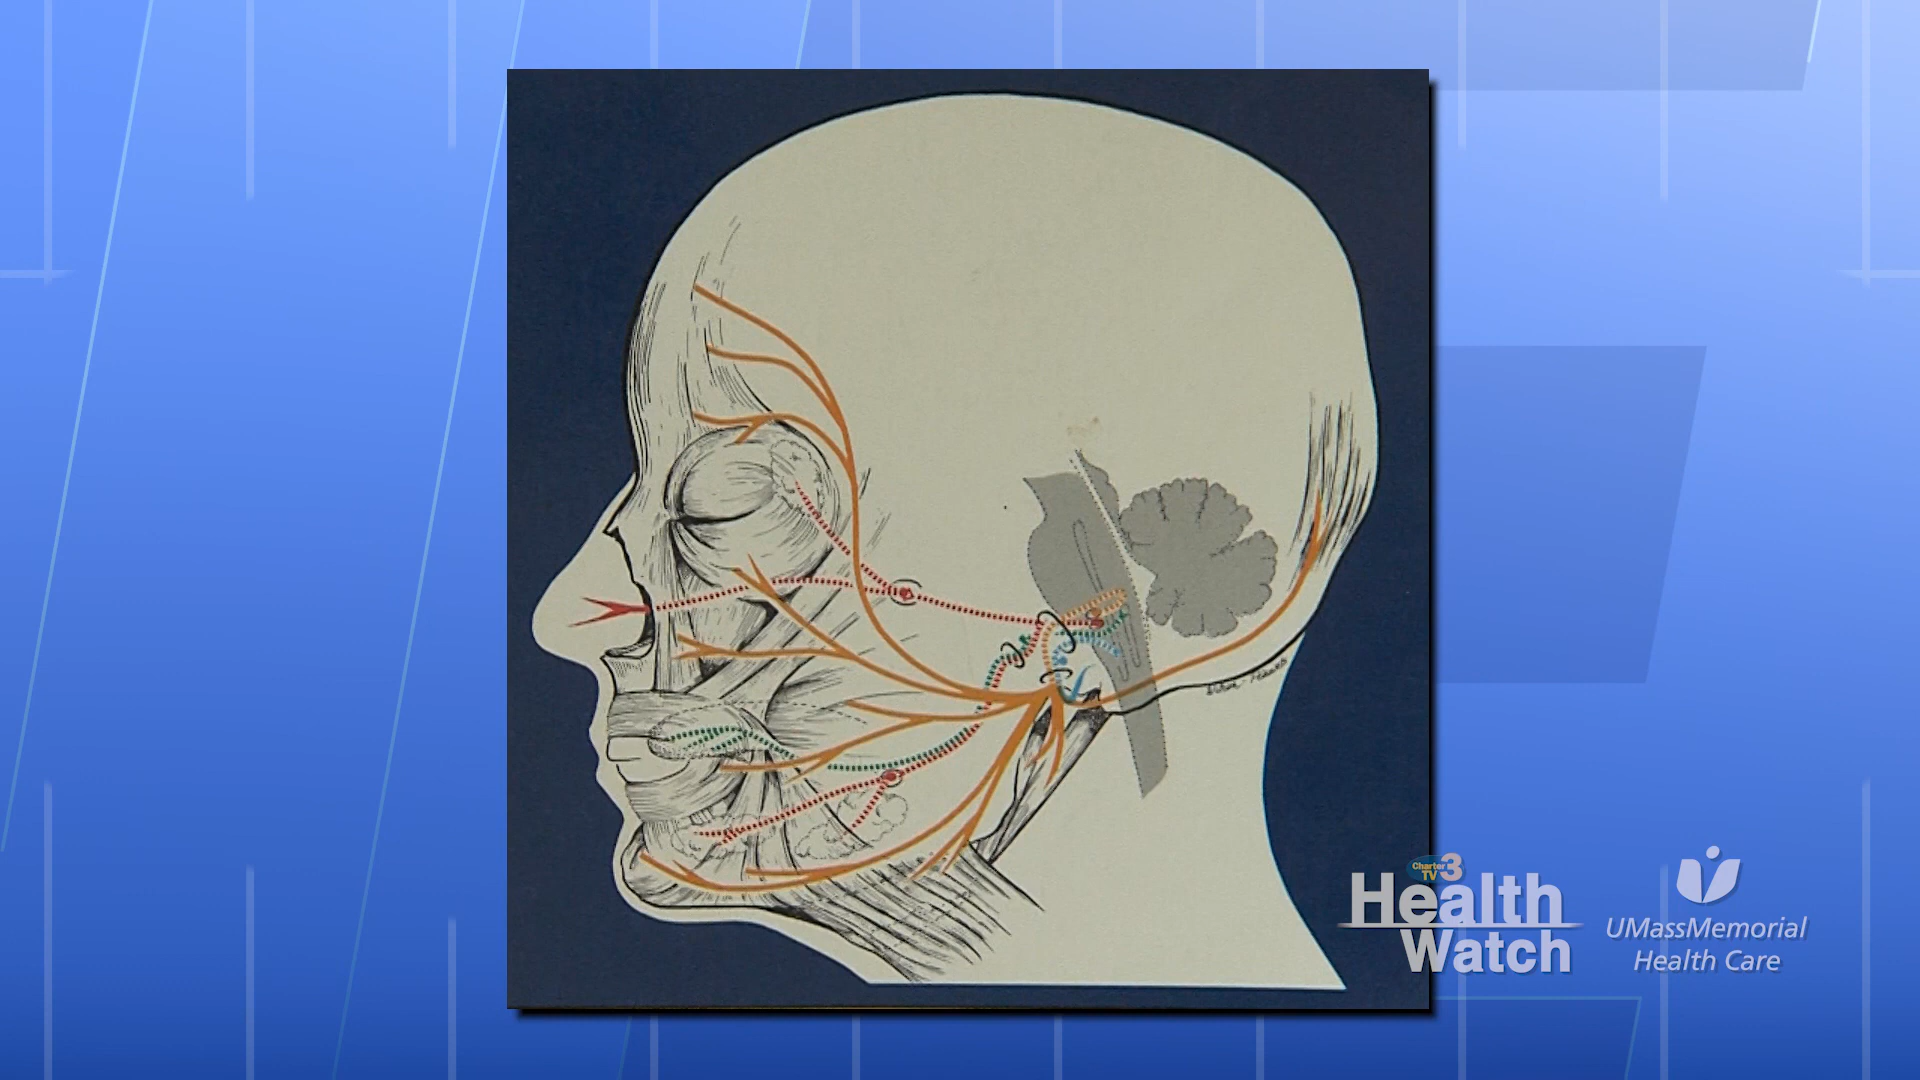 Charter
TV3
Health
Watch
UMassMemorial
Health Care